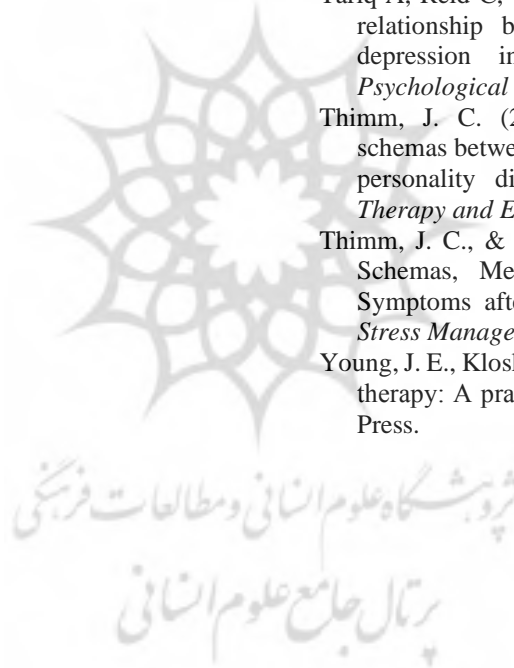 Tariq A, Reid C,
relationship b
depression in
Psychological
Thimm, J. C. (2
schemas betwe
personality di
Therapy and E
Thimm, J. C., &
Schemas, Me
Symptoms afte
Stress Manage
Young, J. E., Klosk
therapy: A pra
Press.
پژوهشگاه علوم انسانی و مطالعات فرهنگی
پرتال جامع علوم انسانی